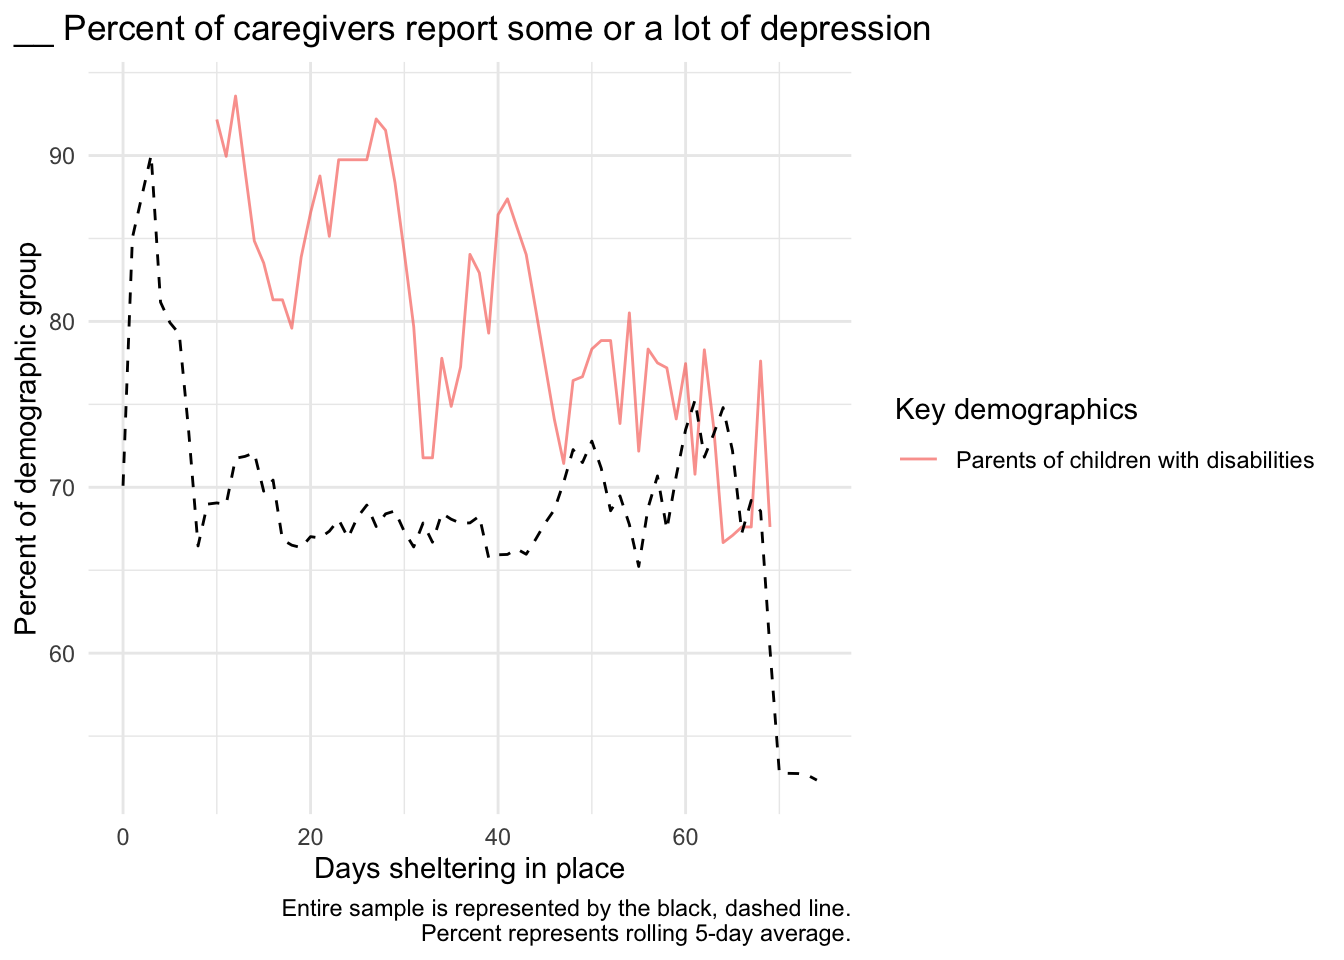 __ Percent of caregivers report some or a lot of depression
Percent of demographic group
90
80
70
60
0 20 40 60
Days sheltering in place
Key demographics
Parents of children with disabilities
Entire sample is represented by the black, dashed line.
Percent represents rolling 5-day average.